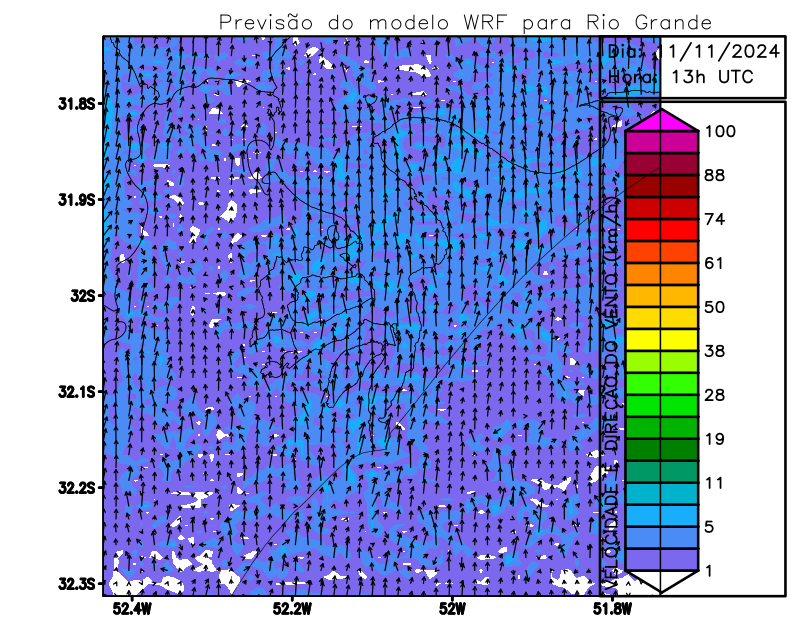 Previsão do modelo WRF para Rio Grande
Dia: 11/11/2024
Hora: 13h UTC
31.8S
31.9S
32S
32.1S
32.2S
32.3S
52.4W
52.2W
52W
51.8W
VELOCIDADE E DIREÇÃO DO VENTO (km/h)
100
88
74
61
50
38
28
19
11
5
1